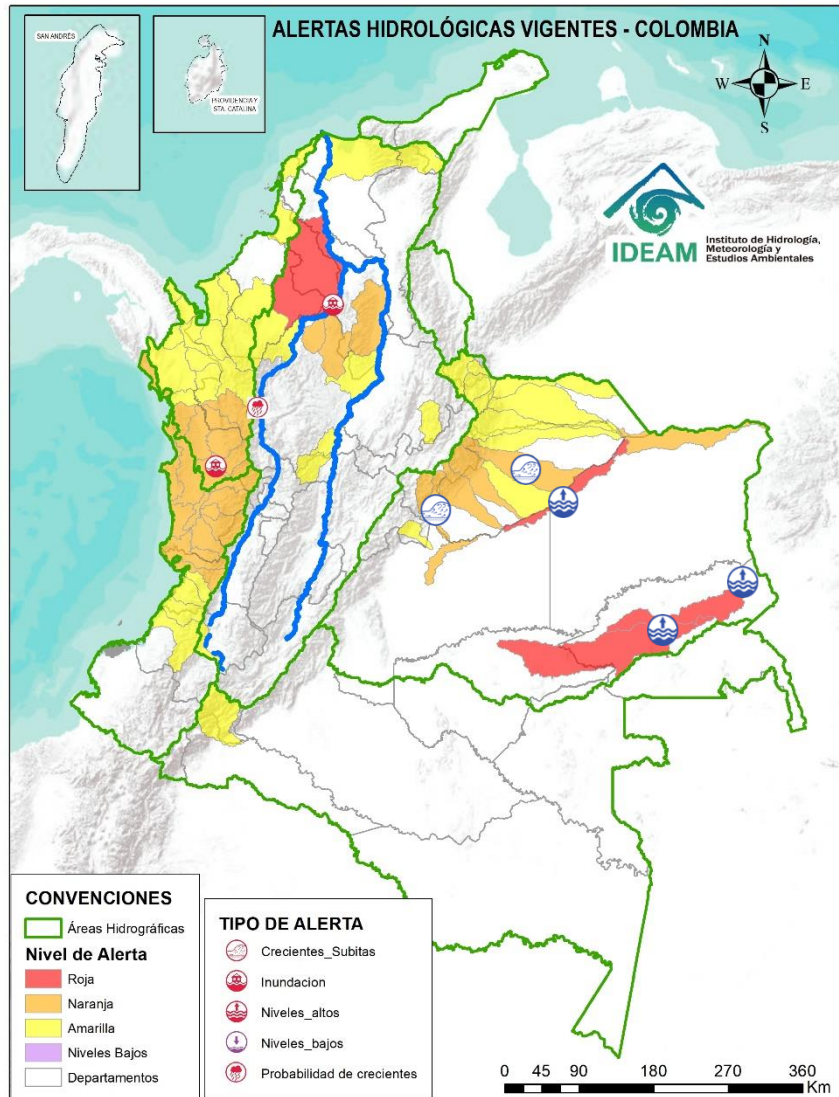 ALERTAS HIDROLÓGICAS VIGENTES - COLOMBIA
SAN ANDRÉS
PROVIDENCIA Y
STA. CATALINA
N
W
E
S
IDEAM
Instituto de Hidrología,
Meteorología y
Estudios Ambientales
CONVENCIONES
Áreas Hidrográficas
Nivel de Alerta
Roja
Naranja
Amarilla
Niveles Bajos
Departamentos
TIPO DE ALERTA
Crecientes_Subitas
Inundacion
Niveles_altos
Niveles_bajos
Probabilidad de crecientes
0 45 90 180 270 360
Km